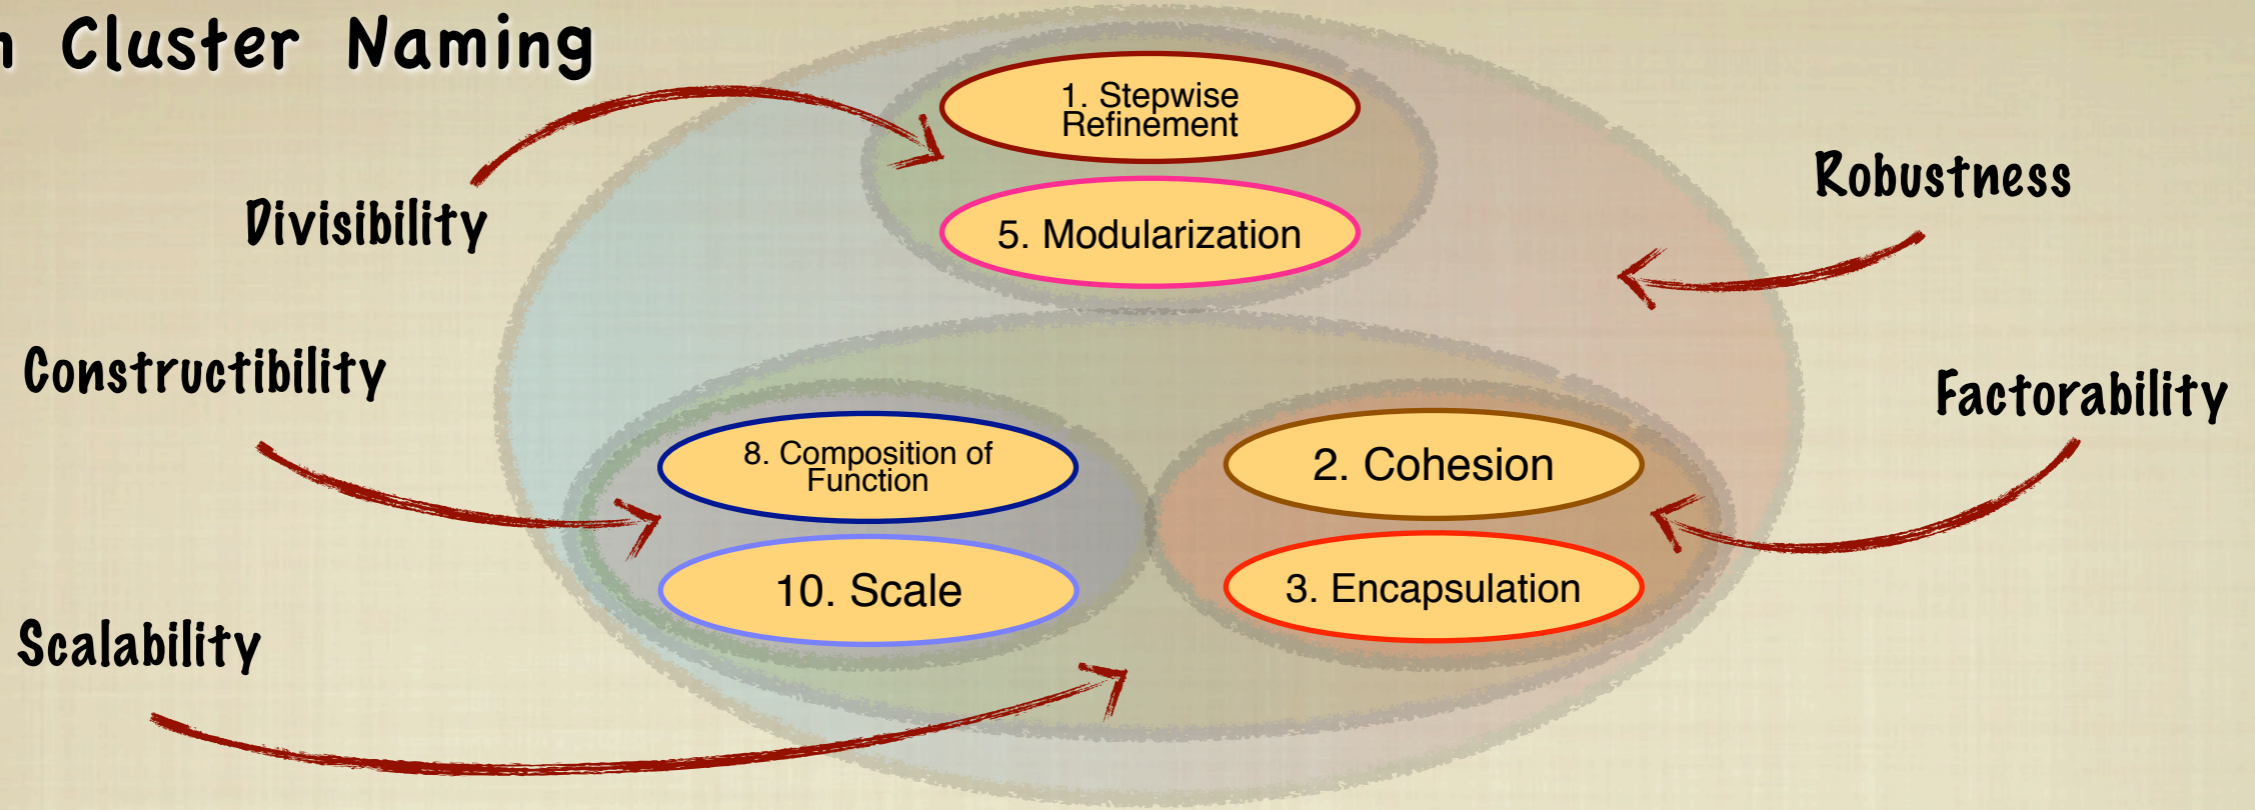 Cluster Naming
1. Stepwise
Refinement
Robustness
Divisibility
5. Modularization
Constructibility
Factorability
8. Composition of
Function
2. Cohesion
10. Scale
3. Encapsulation
Scalability